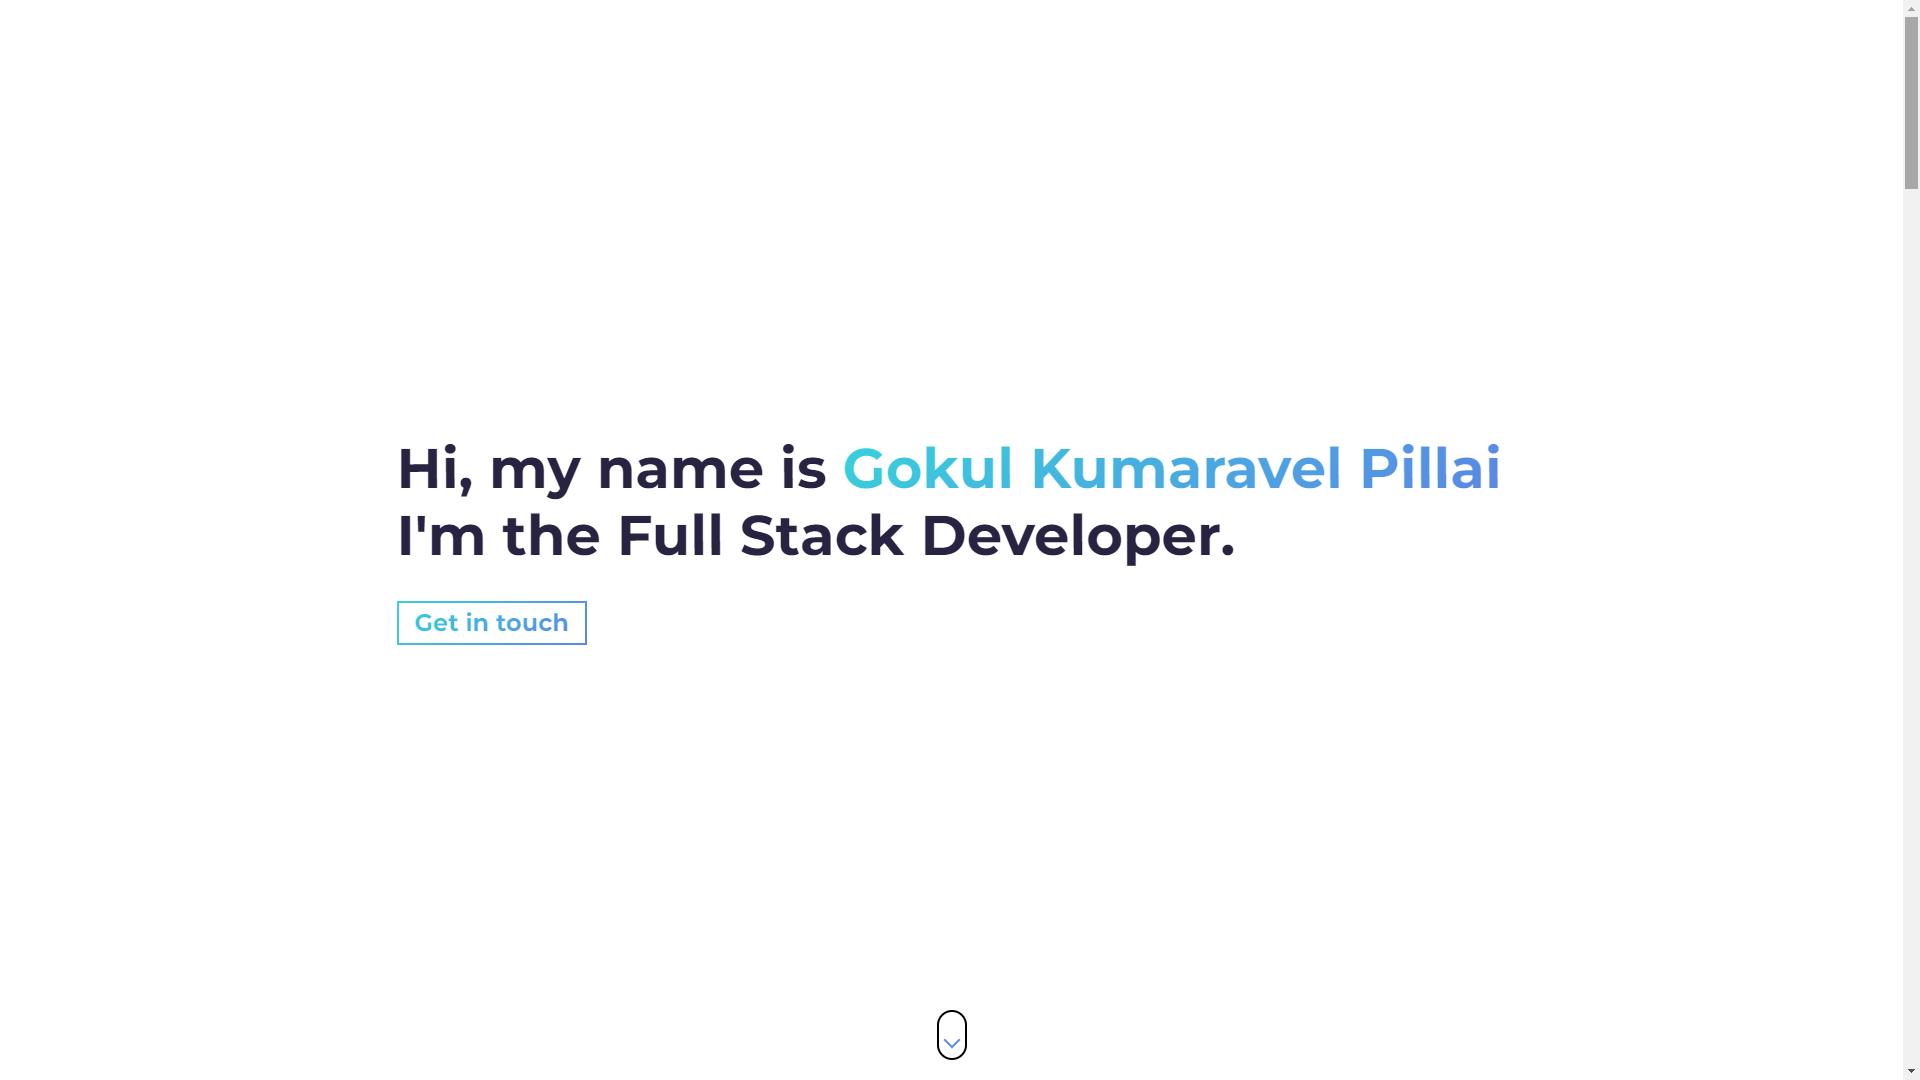 Hi, my name is Gokul Kumaravel Pillai
I'm the Full Stack Developer.
Get in touch